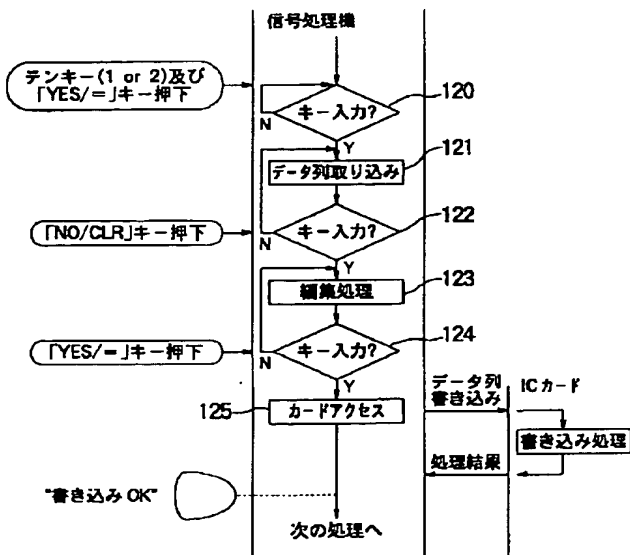 信号処理機
テンキー(1 or 2)及び
「YES/=」キー押下
キー入力?
120
N
Y
データ列取り込み
121
「NO/CLR」キー押下
キー入力?
122
N
Y
編集処理
123
「YES/=」キー押下
キー入力?
124
N
Y
125
カードアクセス
データ列
書き込み
ICカード
書き込み処理
処理結果
"書き込みOK"
次の処理へ